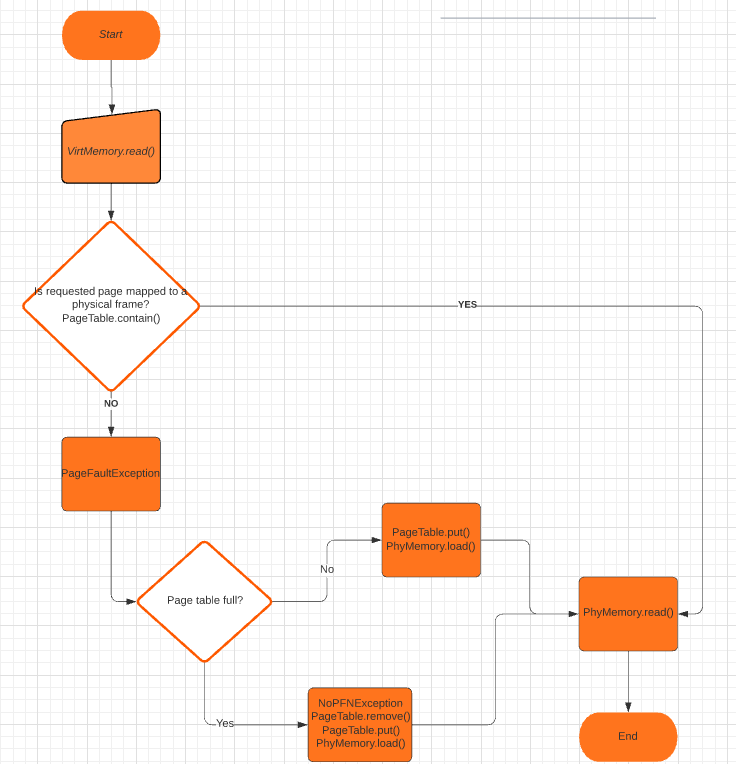 Start
VirtMemory.read()
Is requested page mapped to a
physical frame?
PageTable.contain()
YES
NO
PageFaultException
PageTable.put()
PhyMemory.load()
No
Page table full?
PhyMemory.read()
Yes
NoPFNException
PageTable.remove()
PageTable.put()
PhyMemory.load()
End